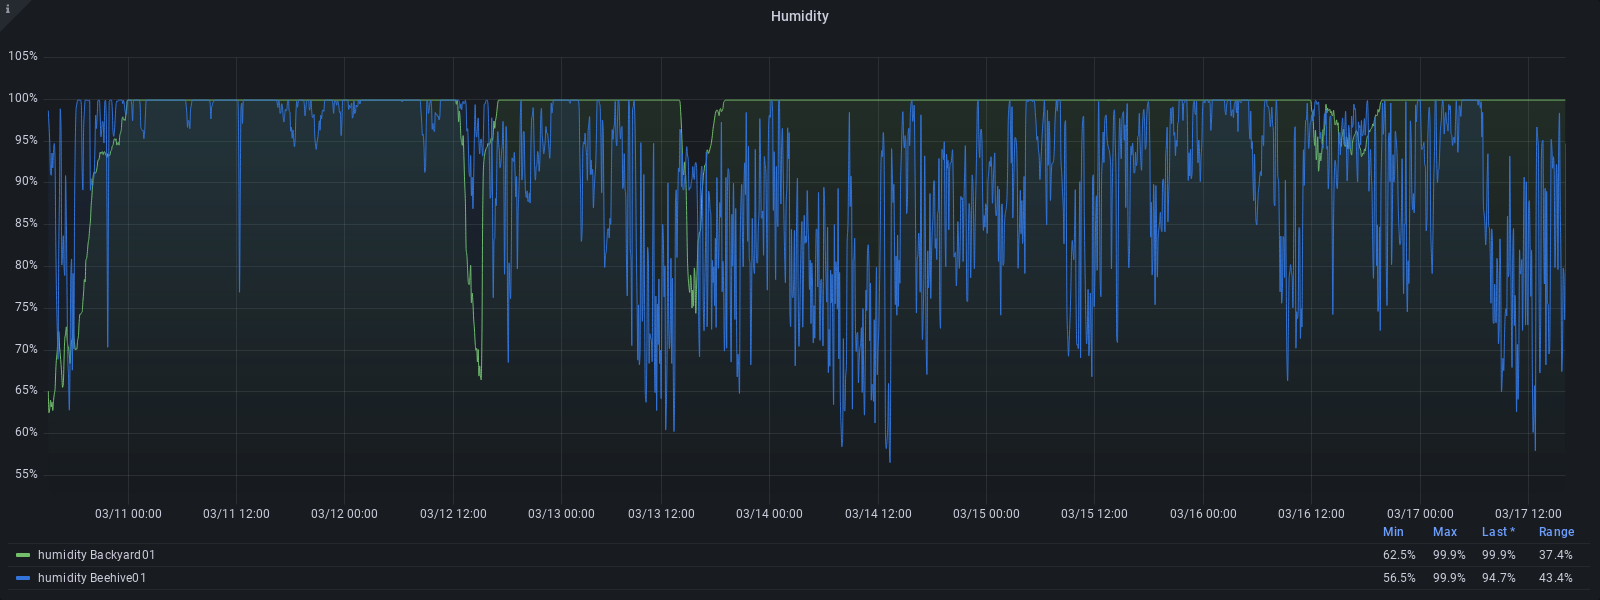 i
Humidity
105%
100%
95%
90%
85%
80%
75%
70%
65%
60%
55%
03/11 00:00 03/11 12:00 03/12 00:00 03/12 12:00 03/13 00:00 03/13 12:00 03/14 00:00 03/14 12:00 03/15 00:00 03/15 12:00 03/16 00:00 03/16 12:00 03/17 00:00 03/17 12:00
Min Max Last * Range
humidity Backyard01 62.5% 99.9% 99.9% 37.4%
humidity Beehive01 56.5% 99.9% 94.7% 43.4%